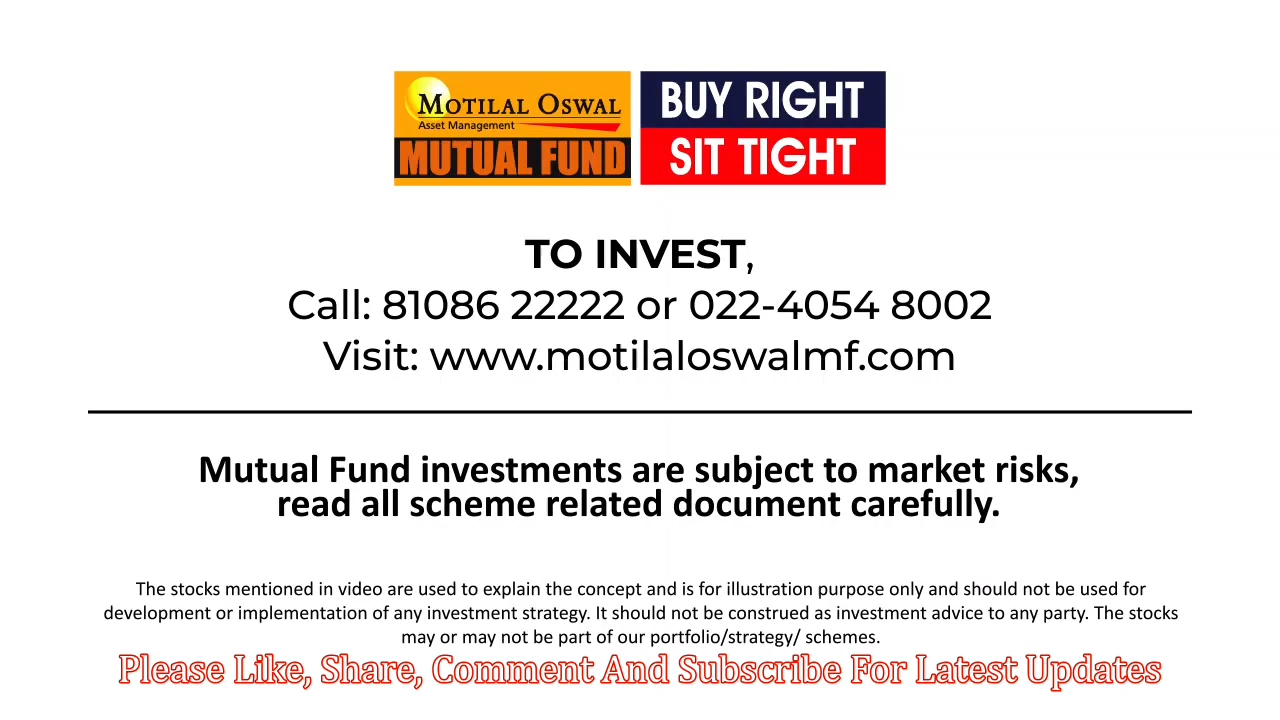 MOTILAL OSWAL
Asset Management
MUTUAL FUND
BUY RIGHT
SIT TIGHT
TO INVEST,
Call: 81086 22222 or 022-4054 8002
Visit: www.motilaloswalmf.com
Mutual Fund investments are subject to market risks,
read all scheme related document carefully.
The stocks mentioned in video are used to explain the concept and is for illustration purpose only and should not be used for
development or implementation of any investment strategy. It should not be construed as investment advice to any party. The stocks
may or may not be part of our portfolio/strategy/ schemes.
Please Like, Share, Comment And Subscribe For Latest Updates